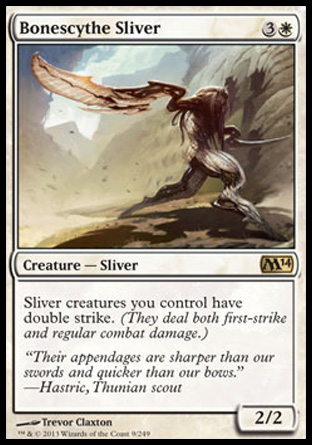 Bonescythe Sliver 3
Creature — Sliver M14
Sliver creatures you control have
double strike. (They deal both first-strike
and regular combat damage.)
“Their appendages are sharper than our
swords and quicker than our bows.”
—Hastric, Thunian scout
2/2
Trevor Claxton
™ & © 2013 Wizards of the Coast 9/249